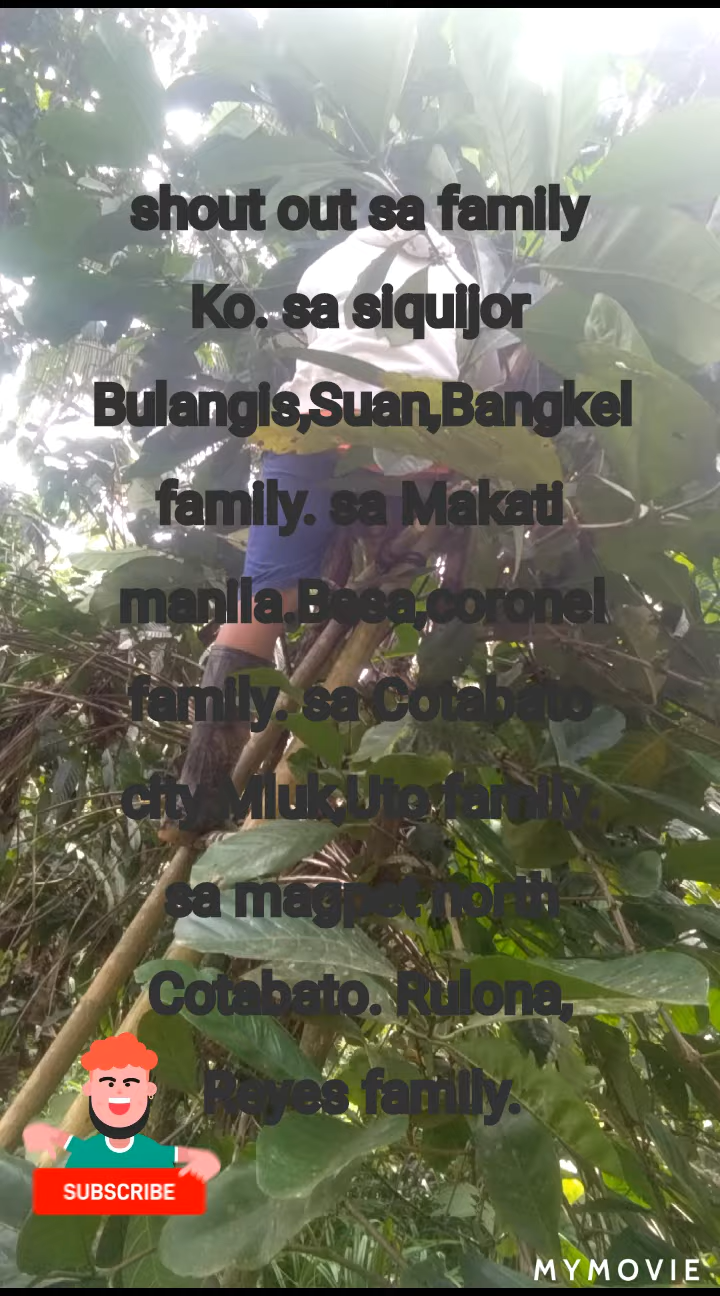 shout out sa family
Ko. sa siquijor
Bulangis,Suan,Bangkel
family. sa Makati
manila.Besa,coronel
family. sa Cotabato
city Mluk,Uto family.
sa magpet north
Cotabato. Rulona,
Reyes family.
SUBSCRIBE
MYMOVIE